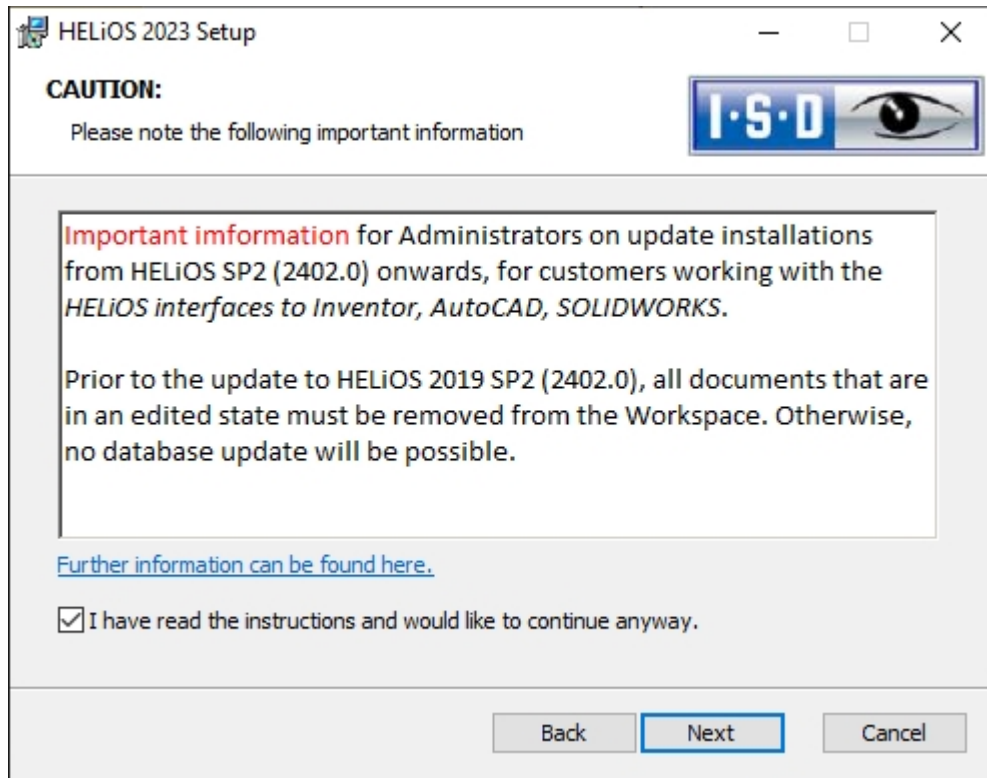 HELiOS 2023 Setup
CAUTION:
Please note the following important information
I·S·D
Important imformation for Administrators on update installations
from HELiOS SP2 (2402.0) onwards, for customers working with the
HELiOS interfaces to Inventor, AutoCAD, SOLIDWORKS.
Prior to the update to HELiOS 2019 SP2 (2402.0), all documents that are
in an edited state must be removed from the Workspace. Otherwise,
no database update will be possible.
Further information can be found here.
I have read the instructions and would like to continue anyway.
Back
Next
Cancel